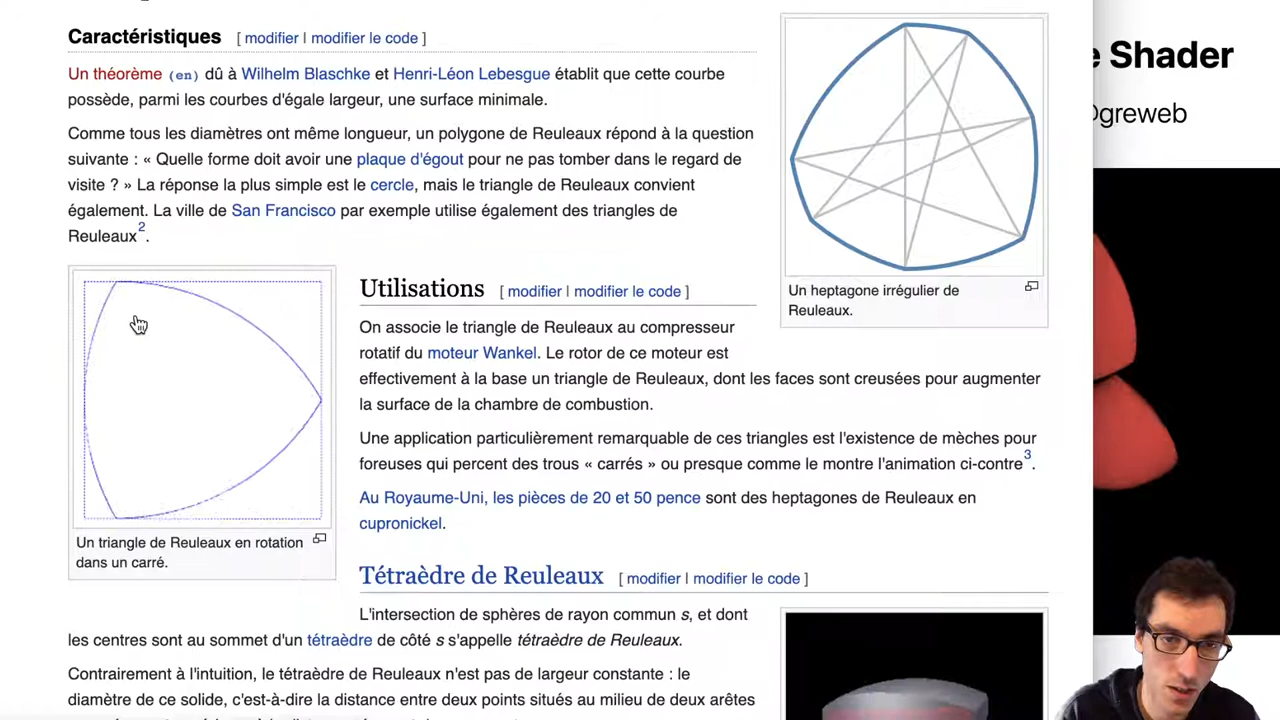 Caractéristiques [ modifier | modifier le code ]
Un théorème (en) dû à Wilhelm Blaschke et Henri-Léon Lebesgue établit que cette courbe
possède, parmi les courbes d'égale largeur, une surface minimale.
Comme tous les diamètres ont même longueur, un polygone de Reuleaux répond à la question
suivante : « Quelle forme doit avoir une plaque d'égout pour ne pas tomber dans le regard de
visite ? » La réponse la plus simple est le cercle, mais le triangle de Reuleaux convient
également. La ville de San Francisco par exemple utilise également des triangles de
Reuleaux2.
Un heptagone irrégulier de
Reuleaux.
Utilisations [ modifier | modifier le code ]
On associe le triangle de Reuleaux au compresseur
rotatif du moteur Wankel. Le rotor de ce moteur est
effectivement à la base un triangle de Reuleaux, dont les faces sont creusées pour augmenter
la surface de la chambre de combustion.
Une application particulièrement remarquable de ces triangles est l'existence de mèches pour
foreuses qui percent des trous « carrés » ou presque comme le montre l'animation ci-contre3.
Au Royaume-Uni, les pièces de 20 et 50 pence sont des heptagones de Reuleaux en
cupronickel.
Un triangle de Reuleaux en rotation
dans un carré.
Tétraèdre de Reuleaux [ modifier | modifier le code ]
L'intersection de sphères de rayon commun s, et dont
les centres sont au sommet d'un tétraèdre de côté s s'appelle tétraèdre de Reuleaux.
Contrairement à l'intuition, le tétraèdre de Reuleaux n'est pas de largeur constante : le
diamètre de ce solide, c'est-à-dire la distance entre deux points situés au milieu de deux arêtes
e Shader
@greweb